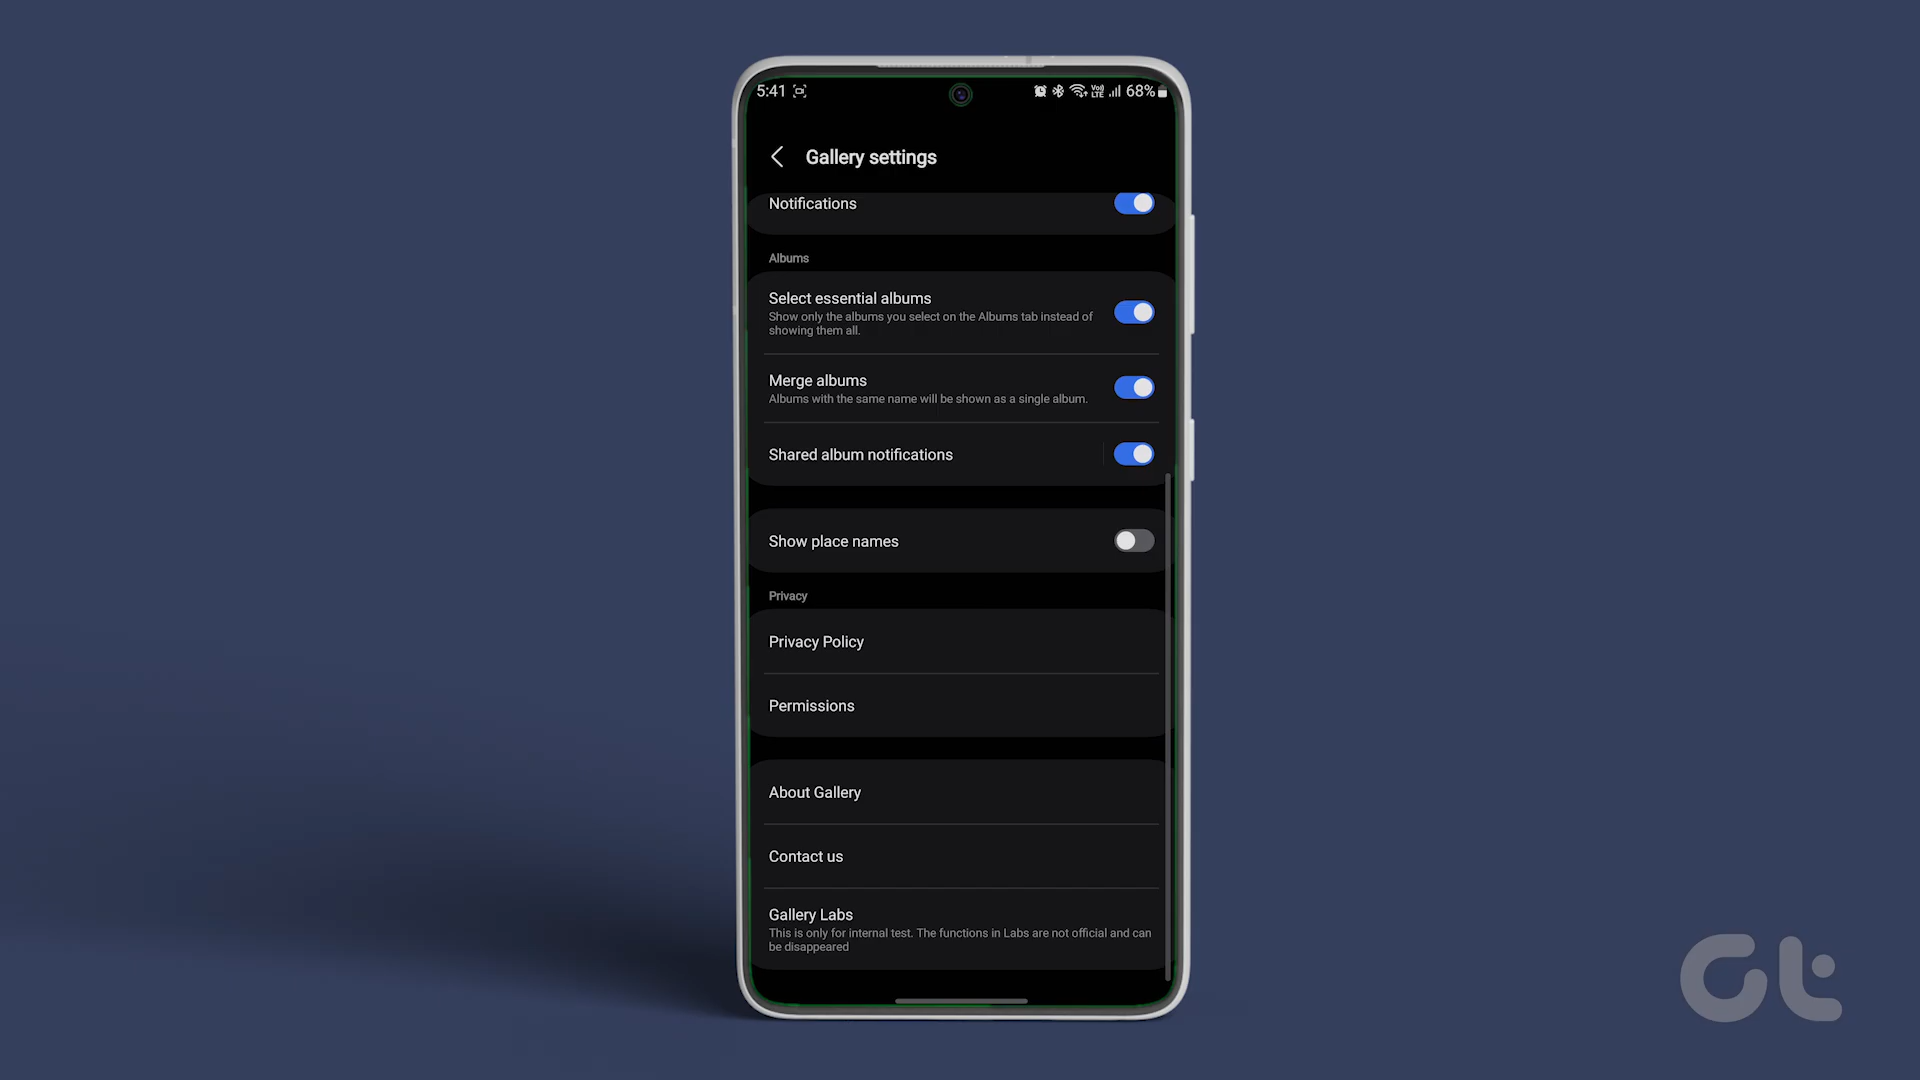 5:41 68%
Gallery settings
Notifications
Albums
Select essential albums
Show only the albums you select on the Albums tab instead of
showing them all.
Merge albums
Albums with the same name will be shown as a single album.
Shared album notifications
Show place names
Privacy
Privacy Policy
Permissions
About Gallery
Contact us
Gallery Labs
This is only for internal test. The functions in Labs are not official and can
be disappeared
Gt